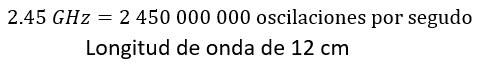 2.45 GHz = 2 450 000 000 oscilaciones por segudo
Longitud de onda de 12 cm